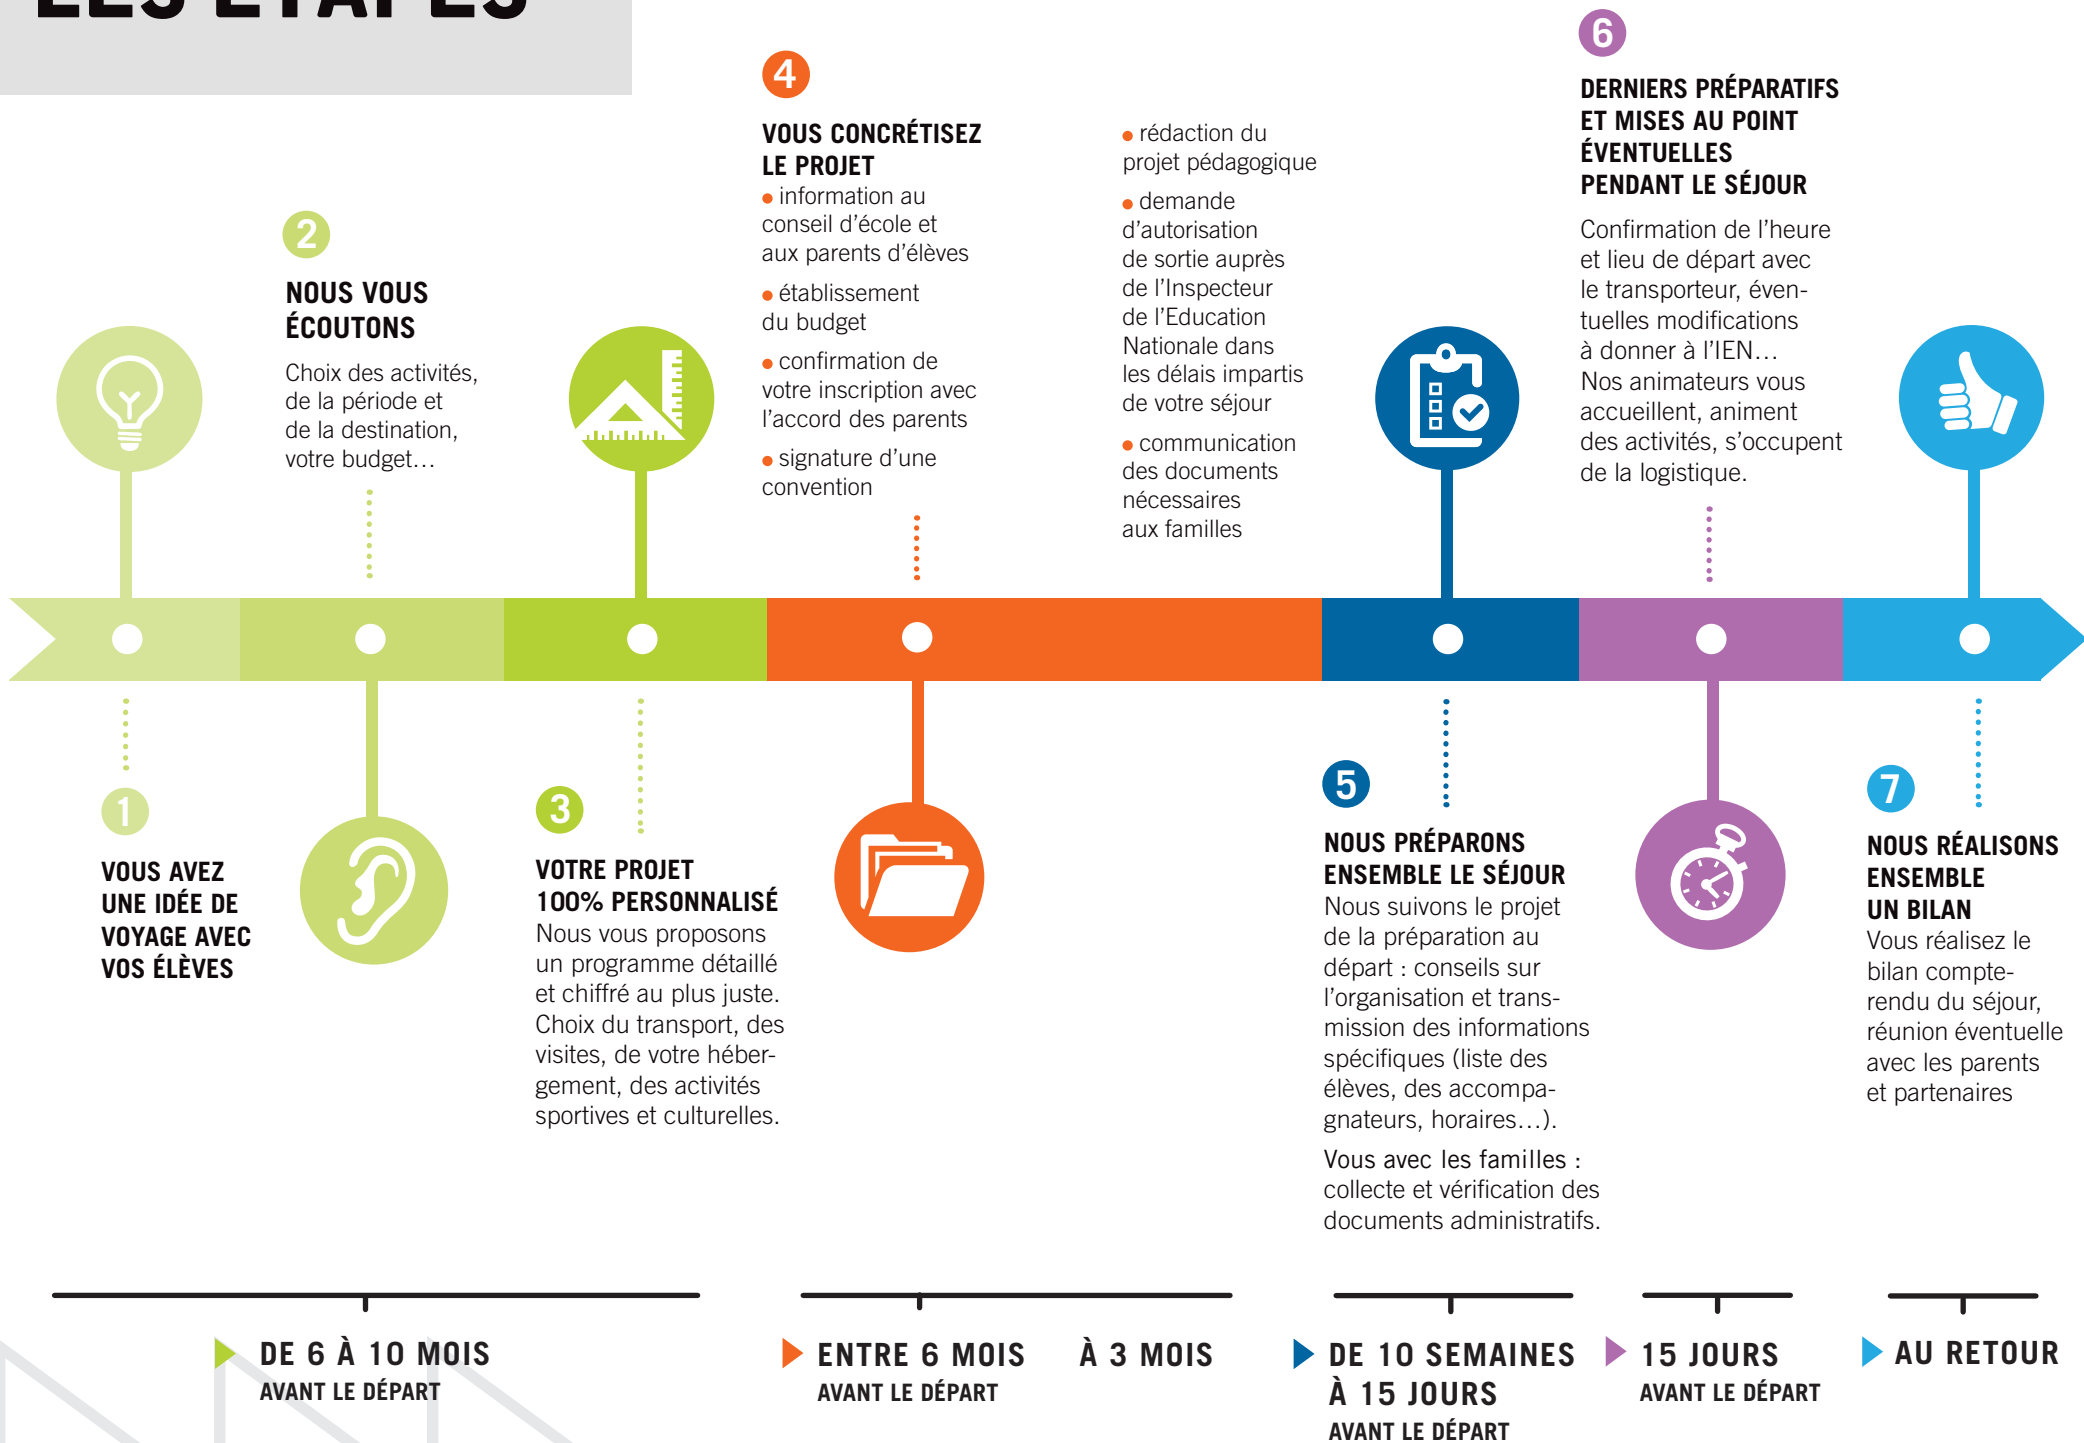 LES ÉTAPES
1
VOUS AVEZ
UNE IDÉE DE
VOYAGE AVEC
VOS ÉLÈVES
2
NOUS VOUS
ÉCOUTONS
Choix des activités,
de la période et
de la destination,
votre budget…
3
VOTRE PROJET
100% PERSONNALISÉ
Nous vous proposons
un programme détaillé
et chiffré au plus juste.
Choix du transport, des
visites, de votre héber-
gement, des activités
sportives et culturelles.
4
VOUS CONCRÉTISEZ
LE PROJET
• information au
conseil d’école et
aux parents d’élèves
• établissement
du budget
• confirmation de
votre inscription avec
l’accord des parents
• signature d’une
convention
• rédaction du
projet pédagogique
• demande
d’autorisation
de sortie auprès
de l’Inspecteur
de l’Education
Nationale dans
les délais impartis
de votre séjour
• communication
des documents
nécessaires
aux familles
5
NOUS PRÉPARONS
ENSEMBLE LE SÉJOUR
Nous suivons le projet
de la préparation au
départ : conseils sur
l’organisation et trans-
mission des informations
spécifiques (liste des
élèves, des accompa-
gnateurs, horaires…).
Vous avec les familles :
collecte et vérification des
documents administratifs.
6
DERNIERS PRÉPARATIFS
ET MISES AU POINT
ÉVENTUELLES
PENDANT LE SÉJOUR
Confirmation de l’heure
et lieu de départ avec
le transporteur, éven-
tuelles modifications
à donner à l’IEN…
Nos animateurs vous
accueillent, animent
des activités, s’occupent
de la logistique.
7
NOUS RÉALISONS
ENSEMBLE
UN BILAN
Vous réalisez le
bilan compte-
rendu du séjour,
réunion éventuelle
avec les parents
et partenaires
DE 6 À 10 MOIS
AVANT LE DÉPART
ENTRE 6 MOIS À 3 MOIS
AVANT LE DÉPART
DE 10 SEMAINES
À 15 JOURS
AVANT LE DÉPART
15 JOURS
AVANT LE DÉPART
AU RETOUR